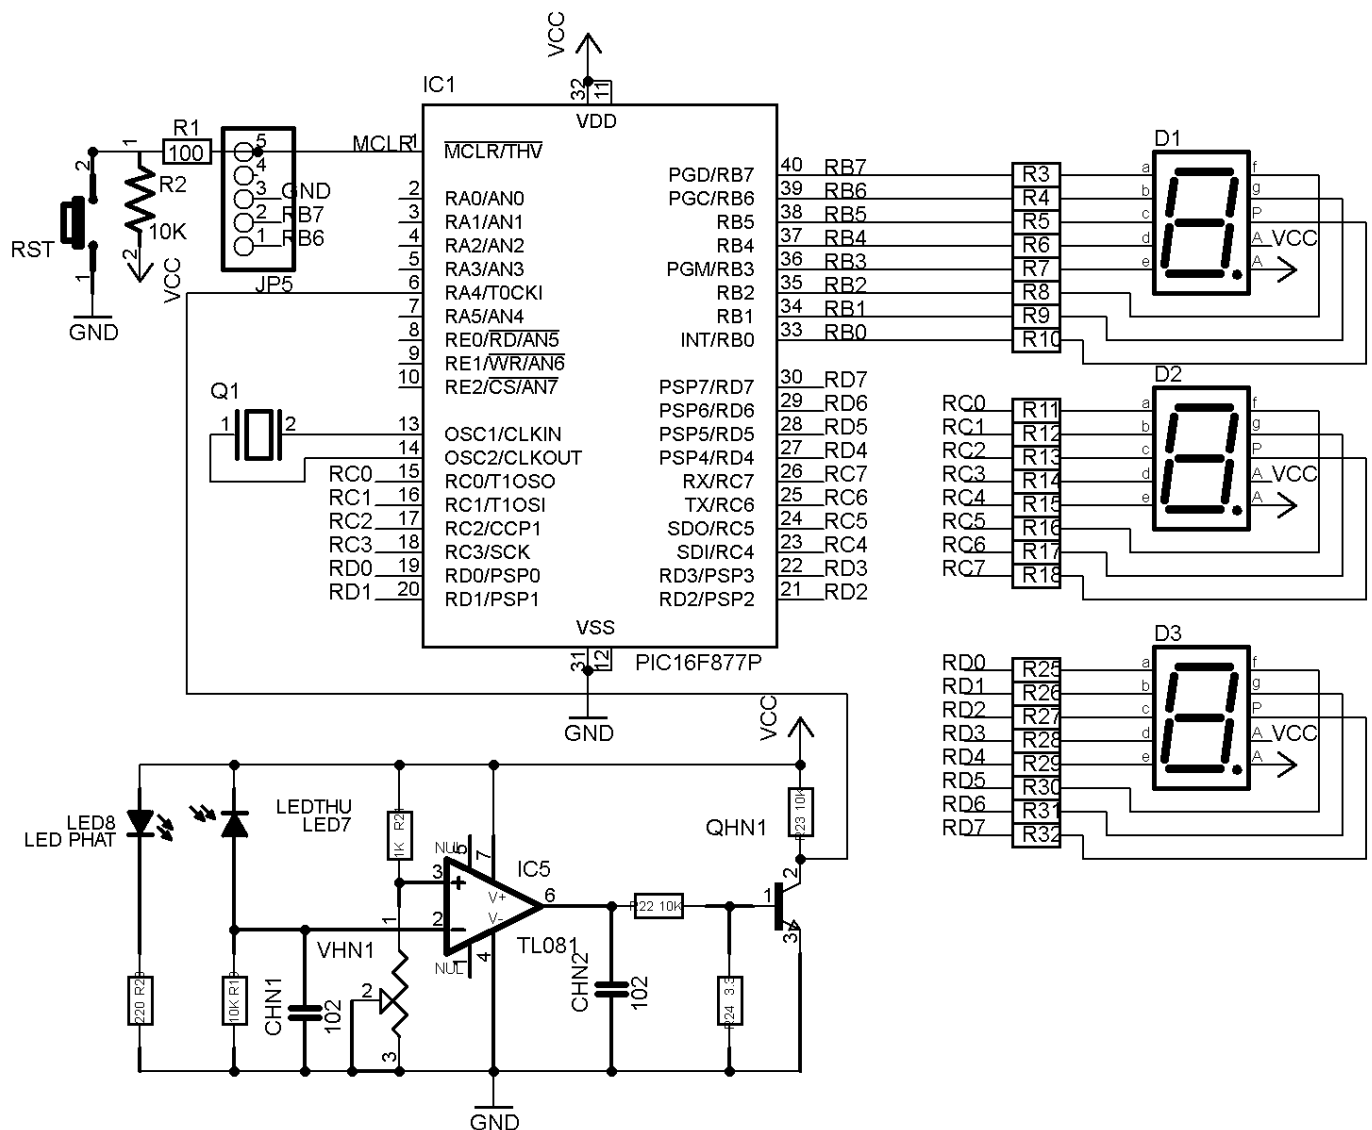 VCC
IC1
32
11
VDD
R1
100
MCLR
1
MCLR/THV
5
4
3 GND
2 RB7
1 RB6
JP5
2
1
R2
10K
RST
1
2
VCC
GND
2 RA0/AN0
3 RA1/AN1
4 RA2/AN2
5 RA3/AN3
6 RA4/T0CKI
7 RA5/AN4
8 RE0/RD/AN5
9 RE1/WR/AN6
10 RE2/CS/AN7
Q1
1
2
13 OSC1/CLKIN
14 OSC2/CLKOUT
RC0 15 RC0/T1OSO
RC1 16 RC1/T1OSI
RC2 17 RC2/CCP1
RC3 18 RC3/SCK
RD0 19 RD0/PSP0
RD1 20 RD1/PSP1
PGD/RB7 40 RB7
PGC/RB6 39 RB6
RB5 38 RB5
RB4 37 RB4
PGM/RB3 36 RB3
RB2 35 RB2
RB1 34 RB1
INT/RB0 33 RB0
PSP7/RD7 30 RD7
PSP6/RD6 29 RD6
PSP5/RD5 28 RD5
PSP4/RD4 27 RD4
RX/RC7 26 RC7
TX/RC6 25 RC6
SDO/RC5 24 RC5
SDI/RC4 23 RC4
RD3/PSP3 22 RD3
RD2/PSP2 21 RD2
VSS
31
12
PIC16F877P
GND
D1
R3 a f
R4 b g
R5 c P
R6 d A VCC
R7 e A
R8
R9
R10
D2
RC0 R11 a f
RC1 R12 b g
RC2 R13 c P
RC3 R14 d A VCC
RC4 R15 e A
RC5 R16
RC6 R17
RC7 R18
D3
RD0 R25 a f
RD1 R26 b g
RD2 R27 c P
RD3 R28 d A VCC
RD4 R29 e A
RD5 R30
RD6 R31
RD7 R32
VCC
LED8
LED PHAT
LEDTHU
LED7
1K
NUL
5
7
IC5
3
+
V+
2
-
V-
6
TL081
NUL
1
4
QHN1
R23 10K
R22 10K
1
2
3
R24 3.3
CHN2
102
VHN1
1
2
3
CHN1
102
220
10K
GND